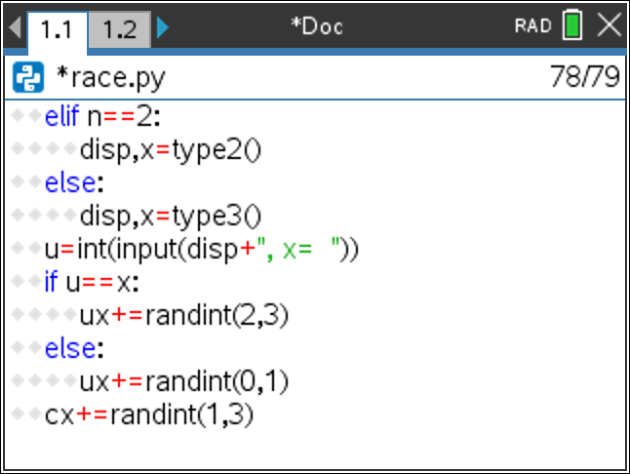 1.1 1.2 *Doc RAD
*race.py 78/79
elif n==2:
disp,x=type2()
else:
disp,x=type3()
u=int(input(disp+", x=  "))
if u==x:
ux+=randint(2,3)
else:
ux+=randint(0,1)
cx+=randint(1,3)